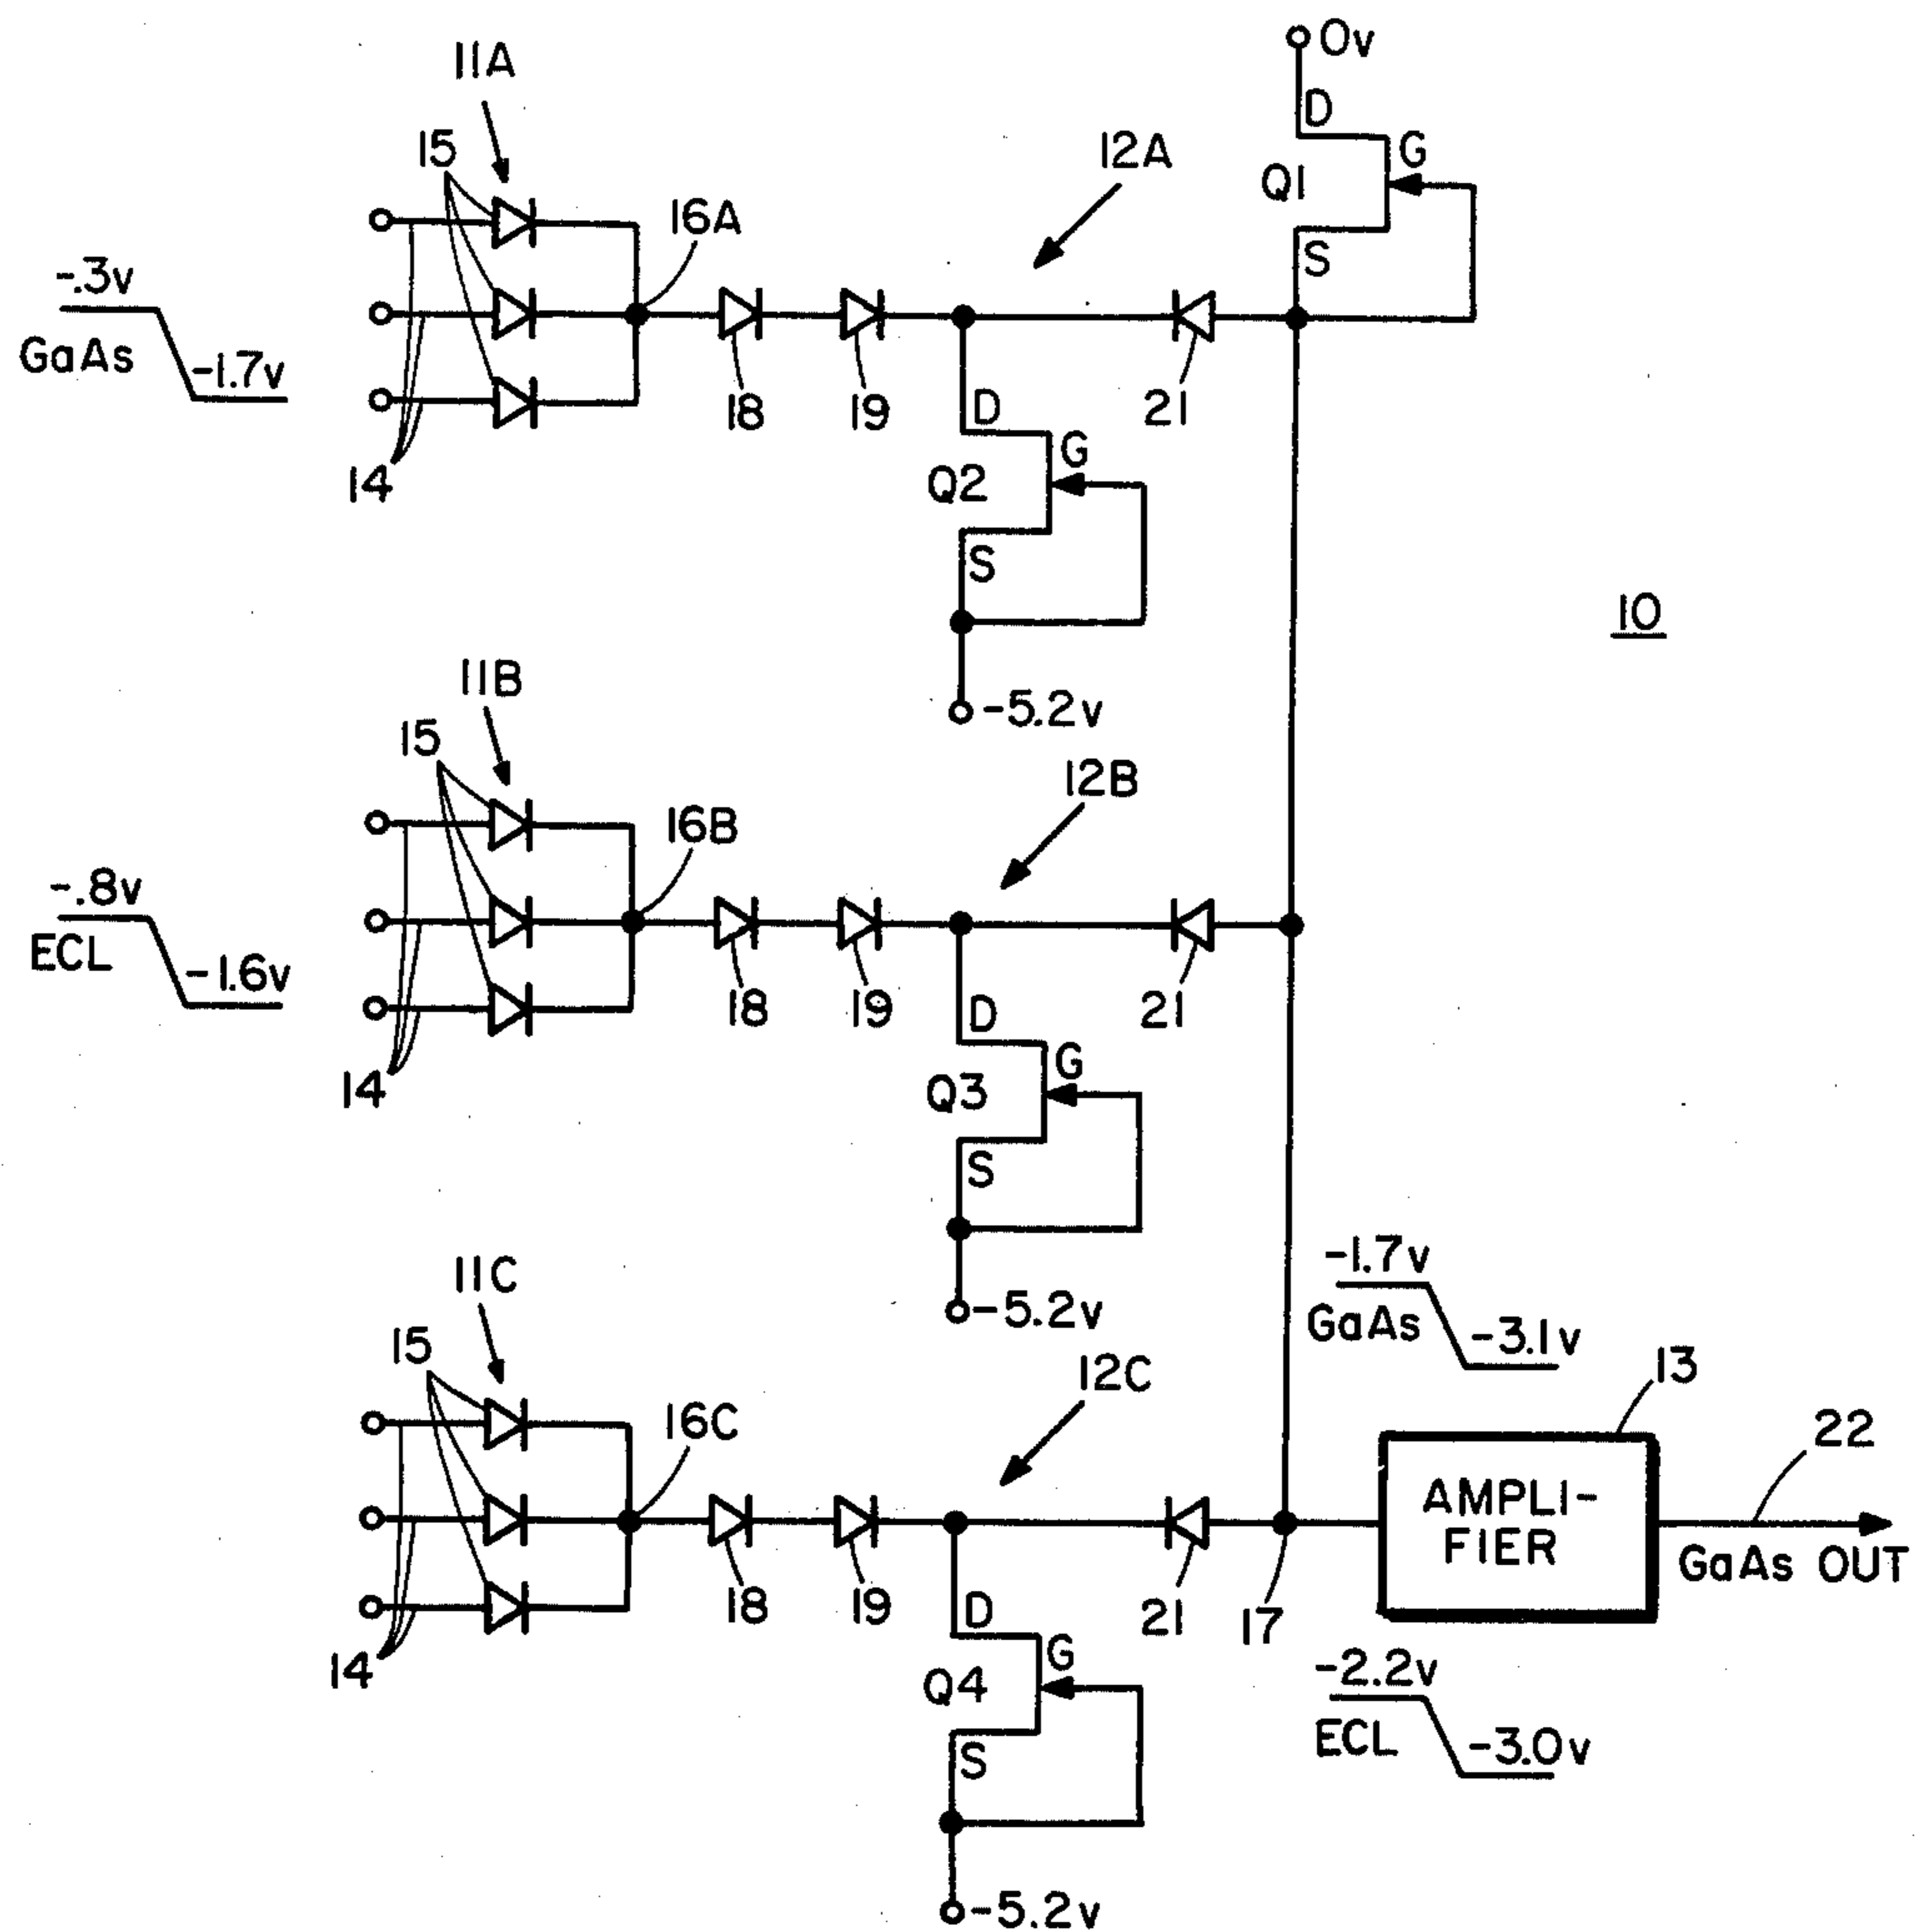 11A
15
16A
-.3v
GaAs
-1.7v
14
18
19
12A
21
0v
D
G
Q1
S
D
G
Q2
S
-5.2v
10
11B
15
16B
-.8v
ECL
-1.6v
14
18
19
12B
21
D
G
Q3
S
-5.2v
11C
15
16C
14
18
19
12C
21
17
D
G
Q4
S
-5.2v
-1.7v
GaAs
-3.1v
13
AMPLI-
FIER
22
GaAs OUT
-2.2v
ECL
-3.0v